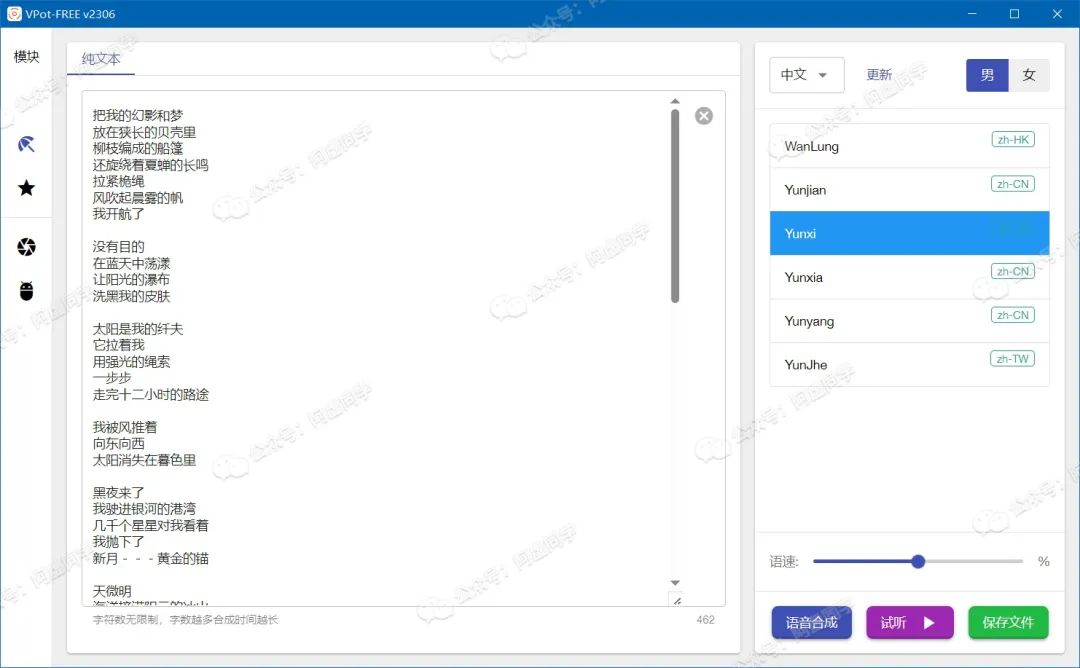 VPot-FREE v2306
模块
纯文本
把我的幻影和梦
放在狭长的贝壳里
柳枝编成的船篷
还旋绕着夏蝉的长鸣
拉紧桅绳
风吹起晨雾的帆
我开航了
没有目的
在蓝天中荡漾
让阳光的瀑布
洗黑我的皮肤
太阳是我的纤夫
它拉着我
用强光的绳索
一步步
走完十二小时的路途
我被风推着
向东向西
太阳消失在暮色里
黑夜来了
我驶进银河的港湾
几千个星星对我看着
我抛下了
新月 - - - 黄金的锚
天微明
字符数无限制，字数越多合成时间越长
462
中文
更新
男
女
WanLung
zh-HK
Yunjian
zh-CN
Yunxi
Yunxia
zh-CN
Yunyang
zh-CN
YunJhe
zh-TW
语速:
%
语音合成
试听
保存文件
公众号：阿虚同学